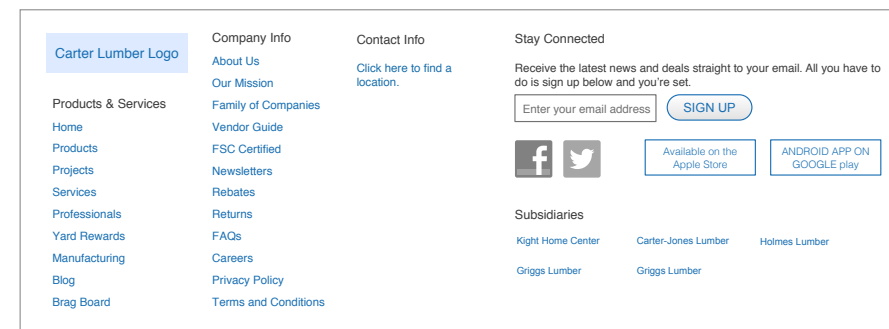 Carter Lumber Logo
Products & Services
Home
Products
Projects
Services
Professionals
Yard Rewards
Manufacturing
Blog
Brag Board
Company Info
About Us
Our Mission
Family of Companies
Vendor Guide
FSC Certified
Newsletters
Rebates
Returns
FAQs
Careers
Privacy Policy
Terms and Conditions
Contact Info
Click here to find a
location.
Stay Connected
Receive the latest news and deals straight to your email. All you have to
do is sign up below and you're set.
Enter your email address
SIGN UP
f
Available on the
Apple Store
ANDROID APP ON
GOOGLE play
Subsidiaries
Kight Home Center
Carter-Jones Lumber
Holmes Lumber
Griggs Lumber
Griggs Lumber